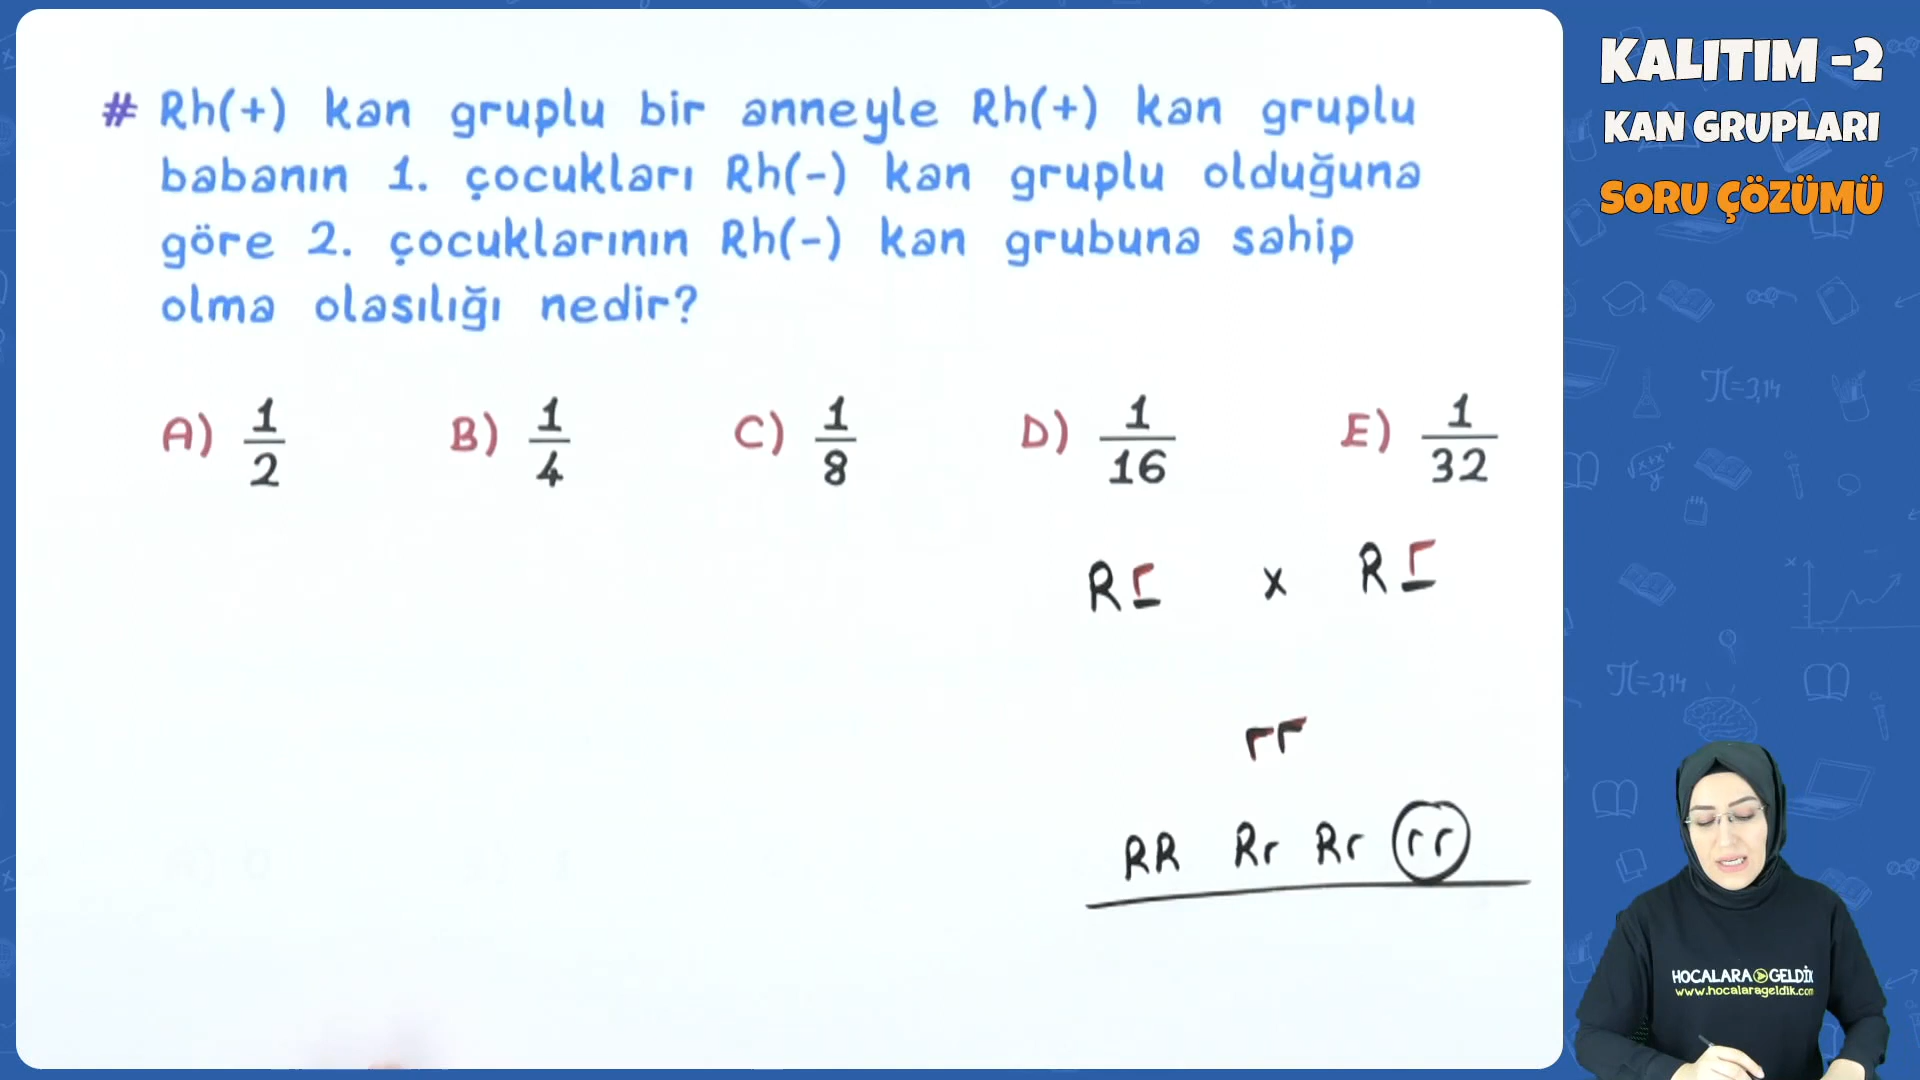 # Rh(+) kan gruplu bir anneyle Rh(+) kan gruplu
babanın 1. çocukları Rh(-) kan gruplu olduğuna
göre 2. çocuklarının Rh(-) kan grubuna sahip
olma olasılığı nedir?
A) 1/2 B) 1/4 C) 1/8 D) 1/16 E) 1/32
Rr x Rr
rr
RR Rr Rr rr
KALITIM -2
KAN GRUPLARI
SORU ÇÖZÜMÜ
π=3,14
π=3,14
HOCALARA GELDİK
www.hocalarageldik.com